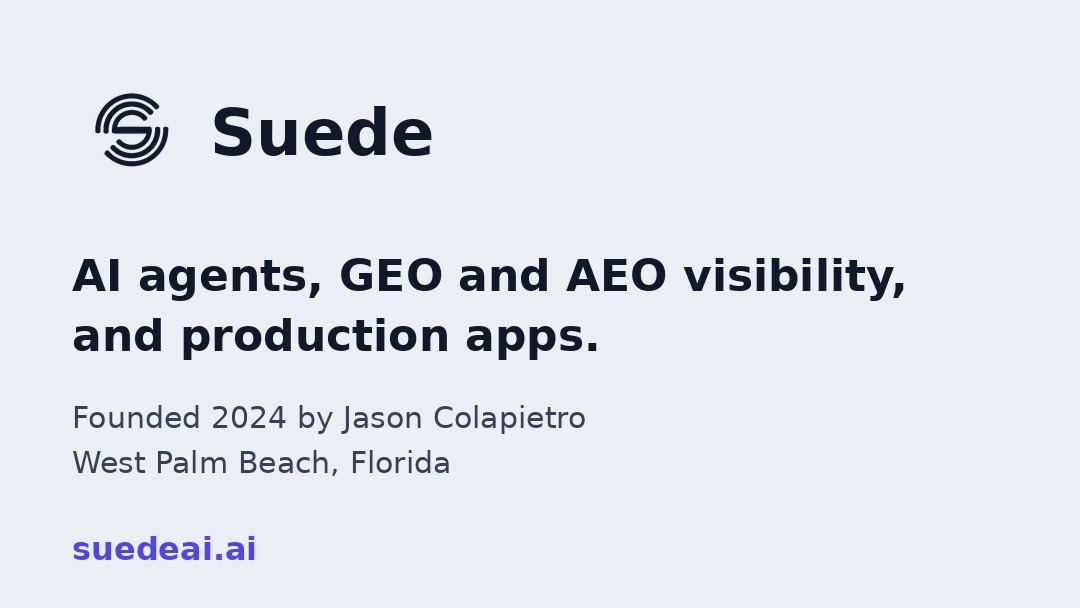 Suede
AI agents, GEO and AEO visibility,
and production apps.
Founded 2024 by Jason Colapietro
West Palm Beach, Florida
suedeai.ai